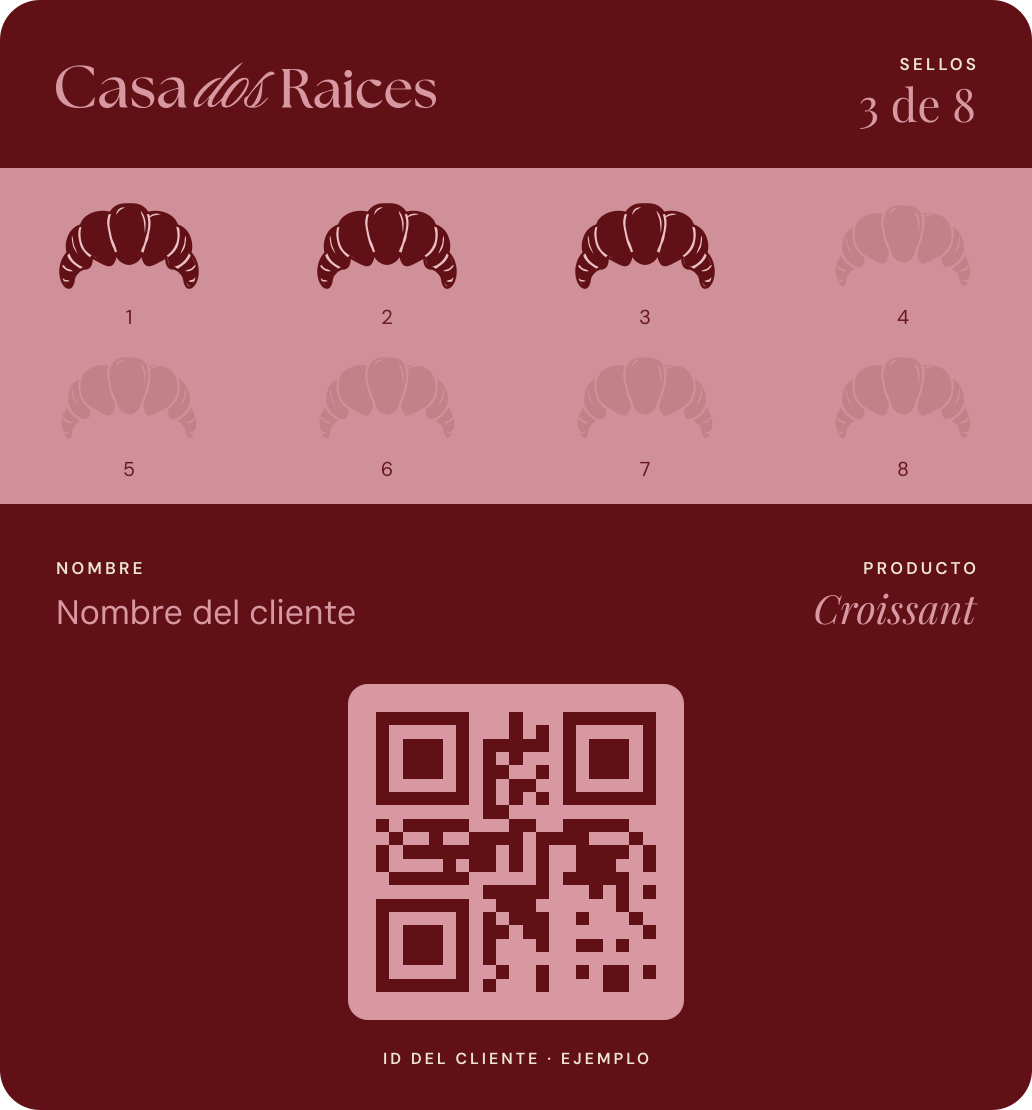 Casa dos Raices
SELLOS
3 de 8
1 2 3 4
5 6 7 8
NOMBRE
Nombre del cliente
PRODUCTO
Croissant
ID DEL CLIENTE · EJEMPLO